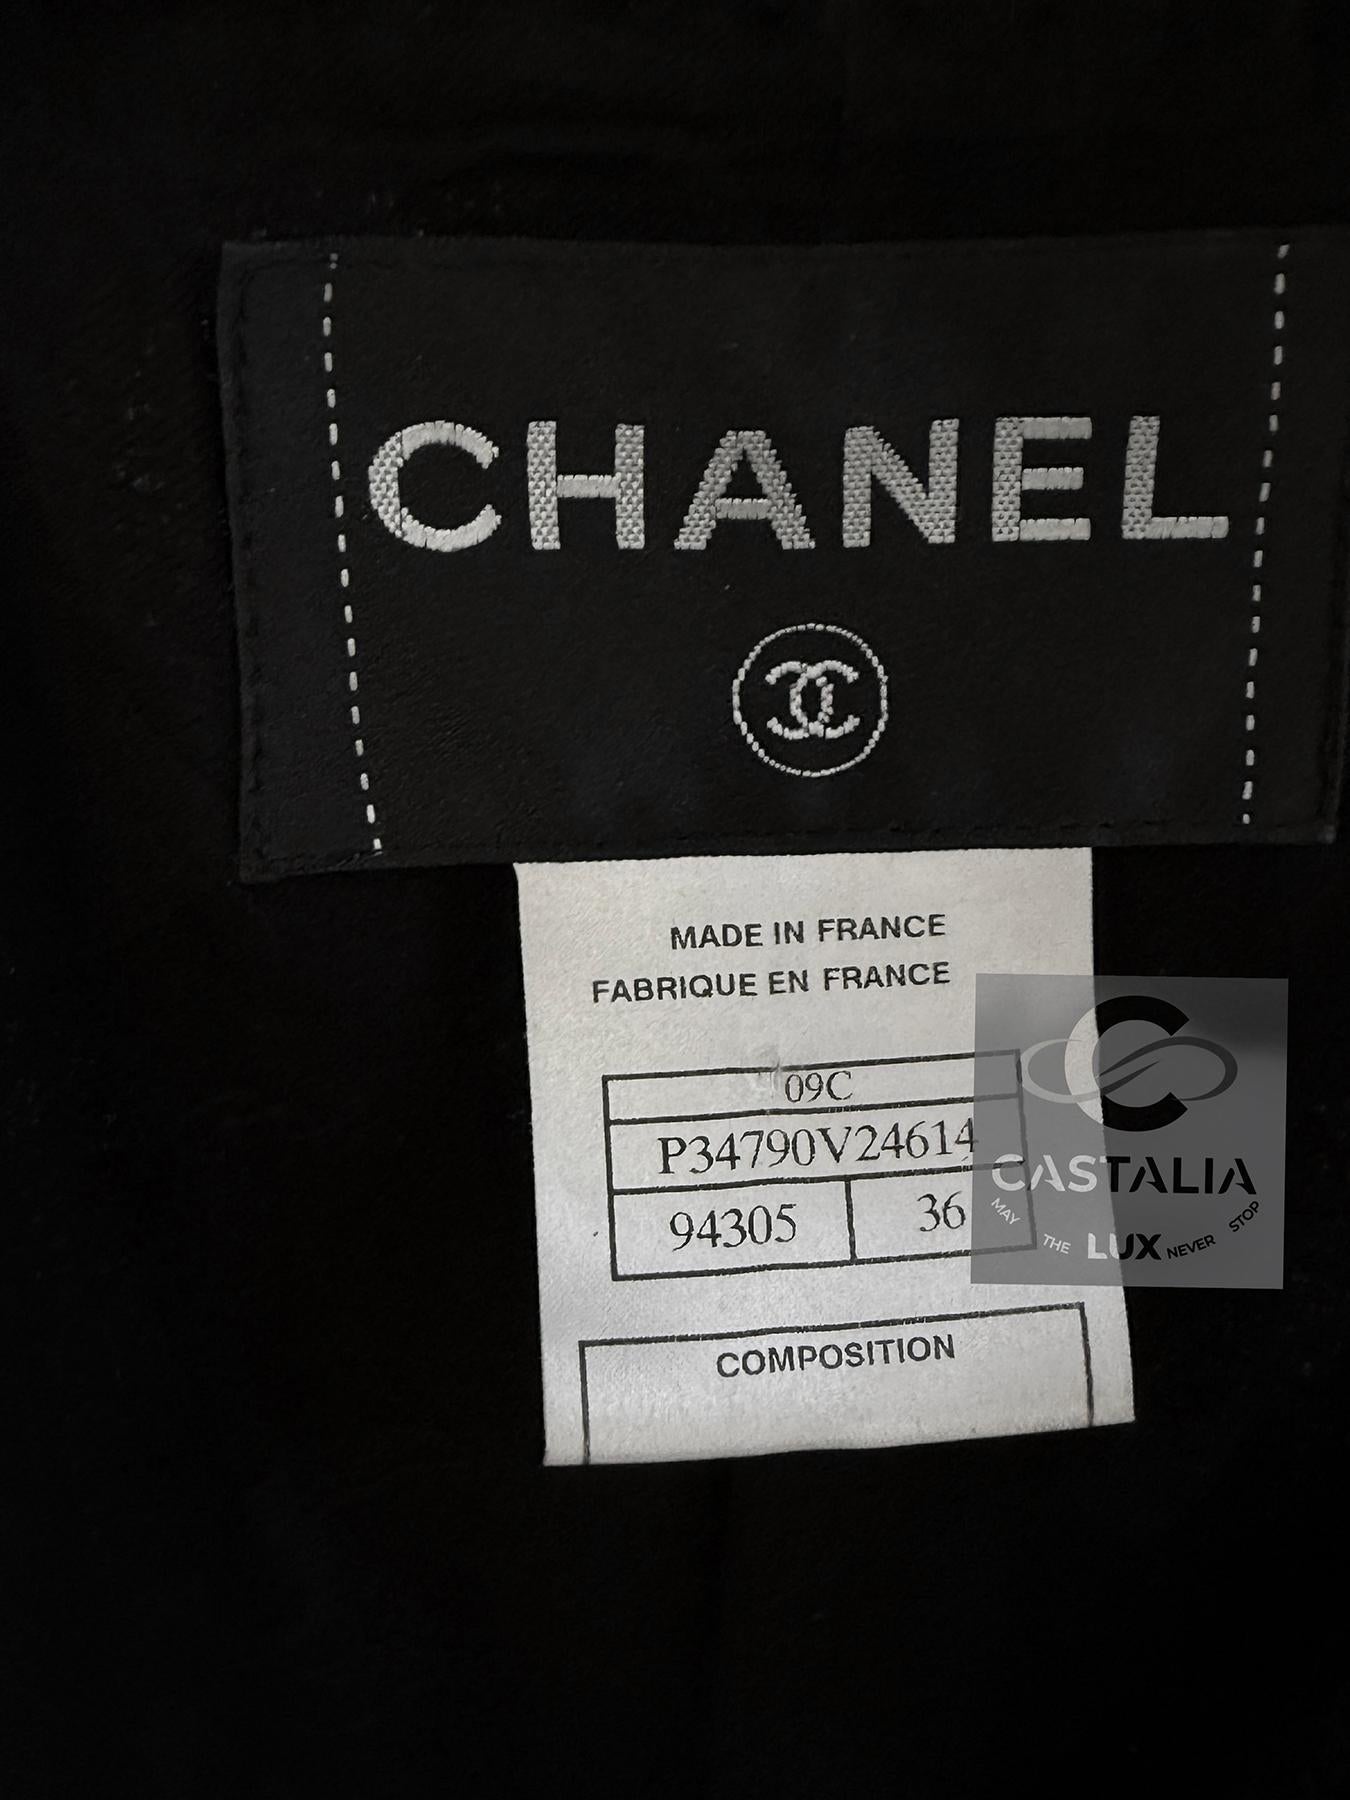 CHANEL
MADE IN FRANCE
FABRIQUE EN FRANCE
09C
P34790V24614
94305 36
COMPOSITION
CASTALIA
MAY THE LUX NEVER STOP